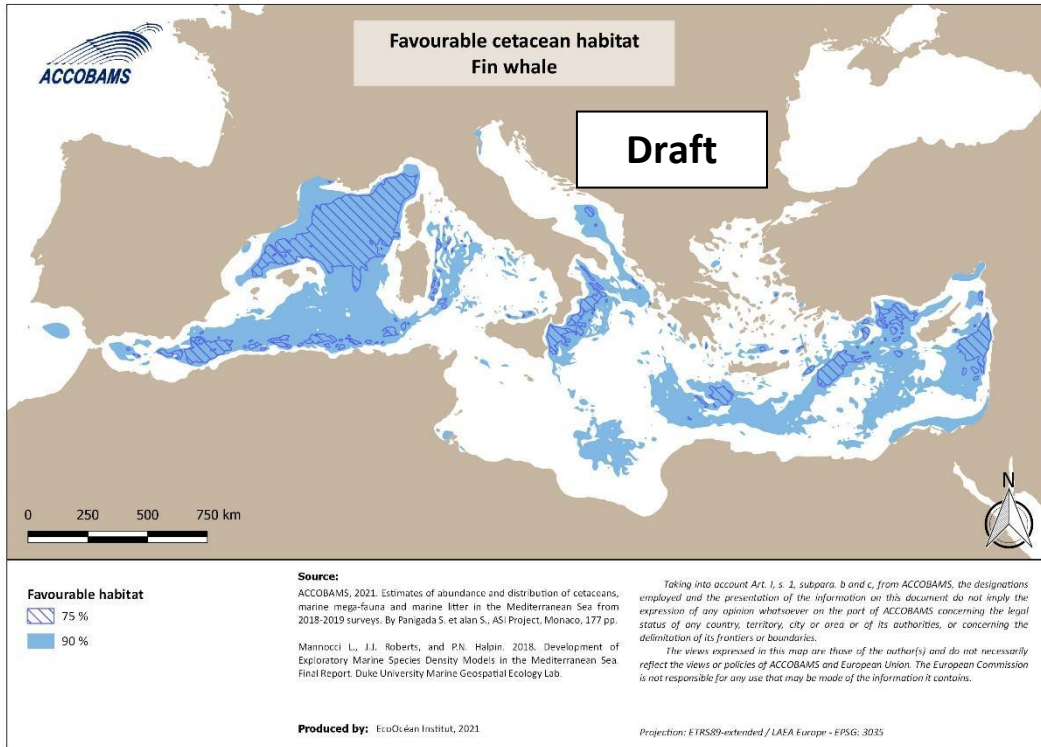 ACCOBAMS
Favourable cetacean habitat
Fin whale
Draft
N
0 250 500 750 km
Favourable habitat
75 %
90 %
Source:
ACCOBAMS, 2021. Estimates of abundance and distribution of cetaceans,
marine mega-fauna and marine litter in the Mediterranean Sea from
2018-2019 surveys. By Panigada S. et alan S., ASI Project, Monaco, 177 pp.
Mannocci L., J.J. Roberts, and P.N. Halpin. 2018. Development of
Exploratory Marine Species Density Models in the Mediterranean Sea.
Final Report. Duke University Marine Geospatial Ecology Lab.
Produced by: EcoOcéan Institut, 2021
Taking into account Art. I, s. 1, subpara. b and c, from ACCOBAMS, the designations
employed and the presentation of the information on this document do not imply the
expression of any opinion whatsoever on the part of ACCOBAMS concerning the legal
status of any country, territory, city or area or of its authorities, or concerning the
delimitation of its frontiers or boundaries.
The views expressed in this map are those of the author(s) and do not necessarily
reflect the views or policies of ACCOBAMS and European Union. The European Commission
is not responsible for any use that may be made of the information it contains.
Projection: ETRS89-extended / LAEA Europe - EPSG: 3035